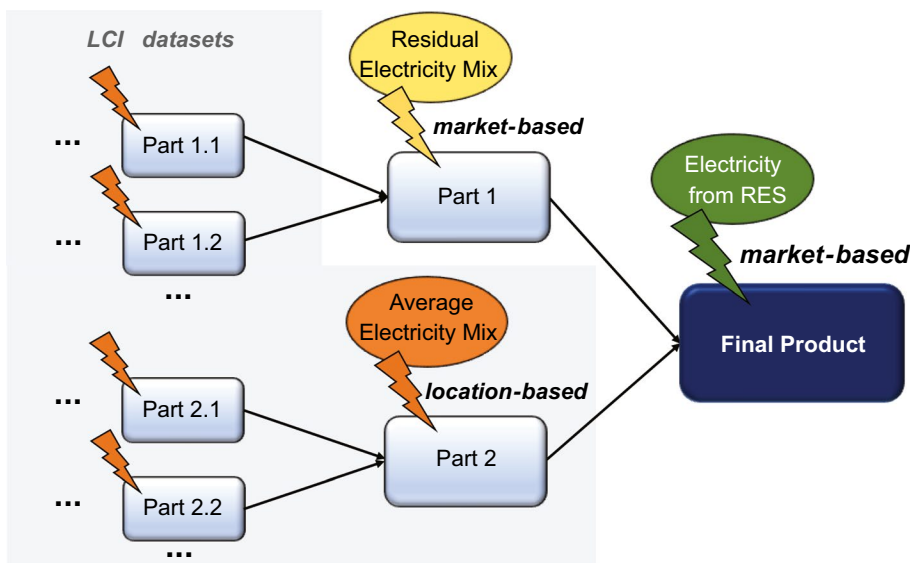 LCI datasets
Residual
Electricity Mix
market-based
... Part 1.1
Part 1
Electricity
from RES
... Part 1.2
market-based
...
Average
Electricity Mix
Final Product
location-based
... Part 2.1
Part 2
... Part 2.2
...